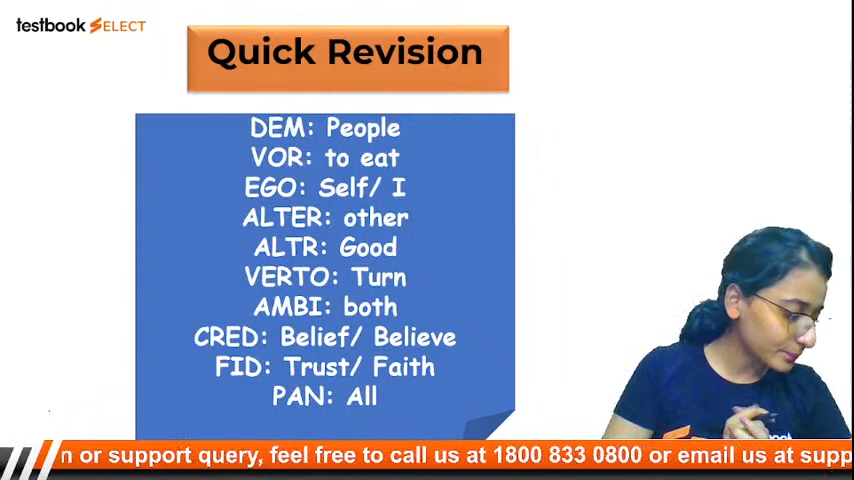 testbook SELECT
Quick Revision
DEM: People
VOR: to eat
EGO: Self/ I
ALTER: other
ALTR: Good
VERTO: Turn
AMBI: both
CRED: Belief/ Believe
FID: Trust/ Faith
PAN: All
n or support query, feel free to call us at 1800 833 0800 or email us at supp